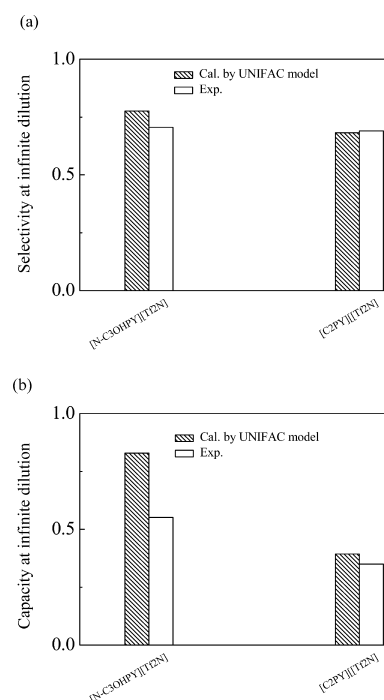 (a)
1.0
Cal. by UNIFAC model
Exp.
Selectivity at infinite dilution
0.5
0.0
[N-C3OHPY][Tf2N]
[C2PY][[Tf2N]
(b)
1.0
Cal. by UNIFAC model
Exp.
Capacity at infinite dilution
0.5
0.0
[N-C3OHPY][Tf2N]
[C2PY][[Tf2N]